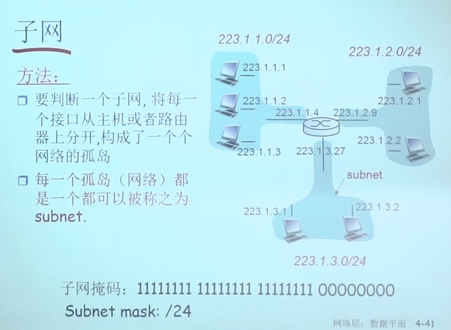 子网
方法：
要判断一个子网, 将每一
个接口从主机或者路由
器上分开,构成了一个个
网络的孤岛
每一个孤岛（网络）都
是一个都可以被称之为
subnet.
223.1.1.0/24
223.1.2.0/24
223.1.1.1
223.1.1.2
223.1.1.3
223.1.1.4
223.1.2.9
223.1.2.1
223.1.2.2
223.1.3.27
subnet
223.1.3.1
223.1.3.2
223.1.3.0/24
子网掩码：11111111 11111111 11111111 00000000
Subnet mask: /24
网络层：数据平面 4-41